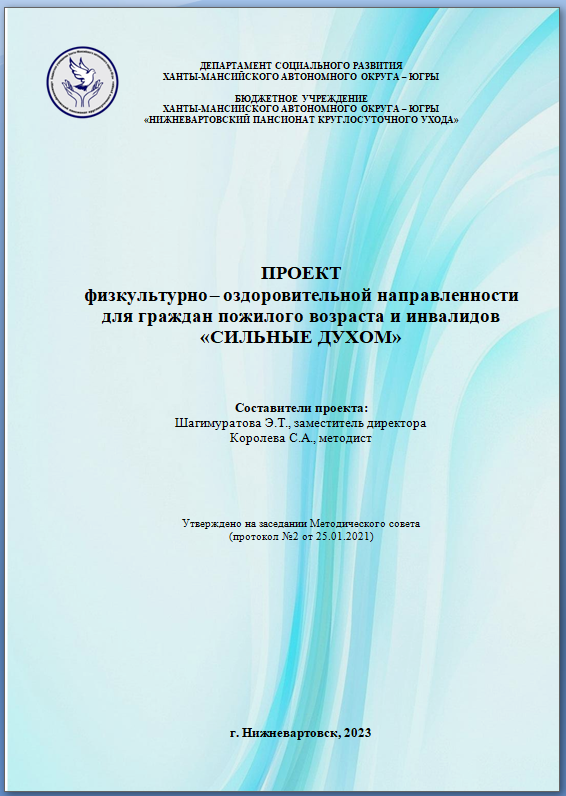 ДЕПАРТАМЕНТ СОЦИАЛЬНОГО РАЗВИТИЯ
ХАНТЫ-МАНСИЙСКОГО АВТОНОМНОГО ОКРУГА – ЮГРЫ
БЮДЖЕТНОЕ УЧРЕЖДЕНИЕ
ХАНТЫ-МАНСИЙСКОГО АВТОНОМНОГО ОКРУГА – ЮГРЫ
«НИЖНЕВАРТОВСКИЙ ПАНСИОНАТ КРУГЛОСУТОЧНОГО УХОДА»
ПРОЕКТ
физкультурно – оздоровительной направленности
для граждан пожилого возраста и инвалидов
«СИЛЬНЫЕ ДУХОМ»
Составители проекта:
Шагимуратова Э.Т., заместитель директора
Королева С.А., методист
Утверждено на заседании Методического совета
(протокол №2 от 25.01.2021)
г. Нижневартовск, 2023